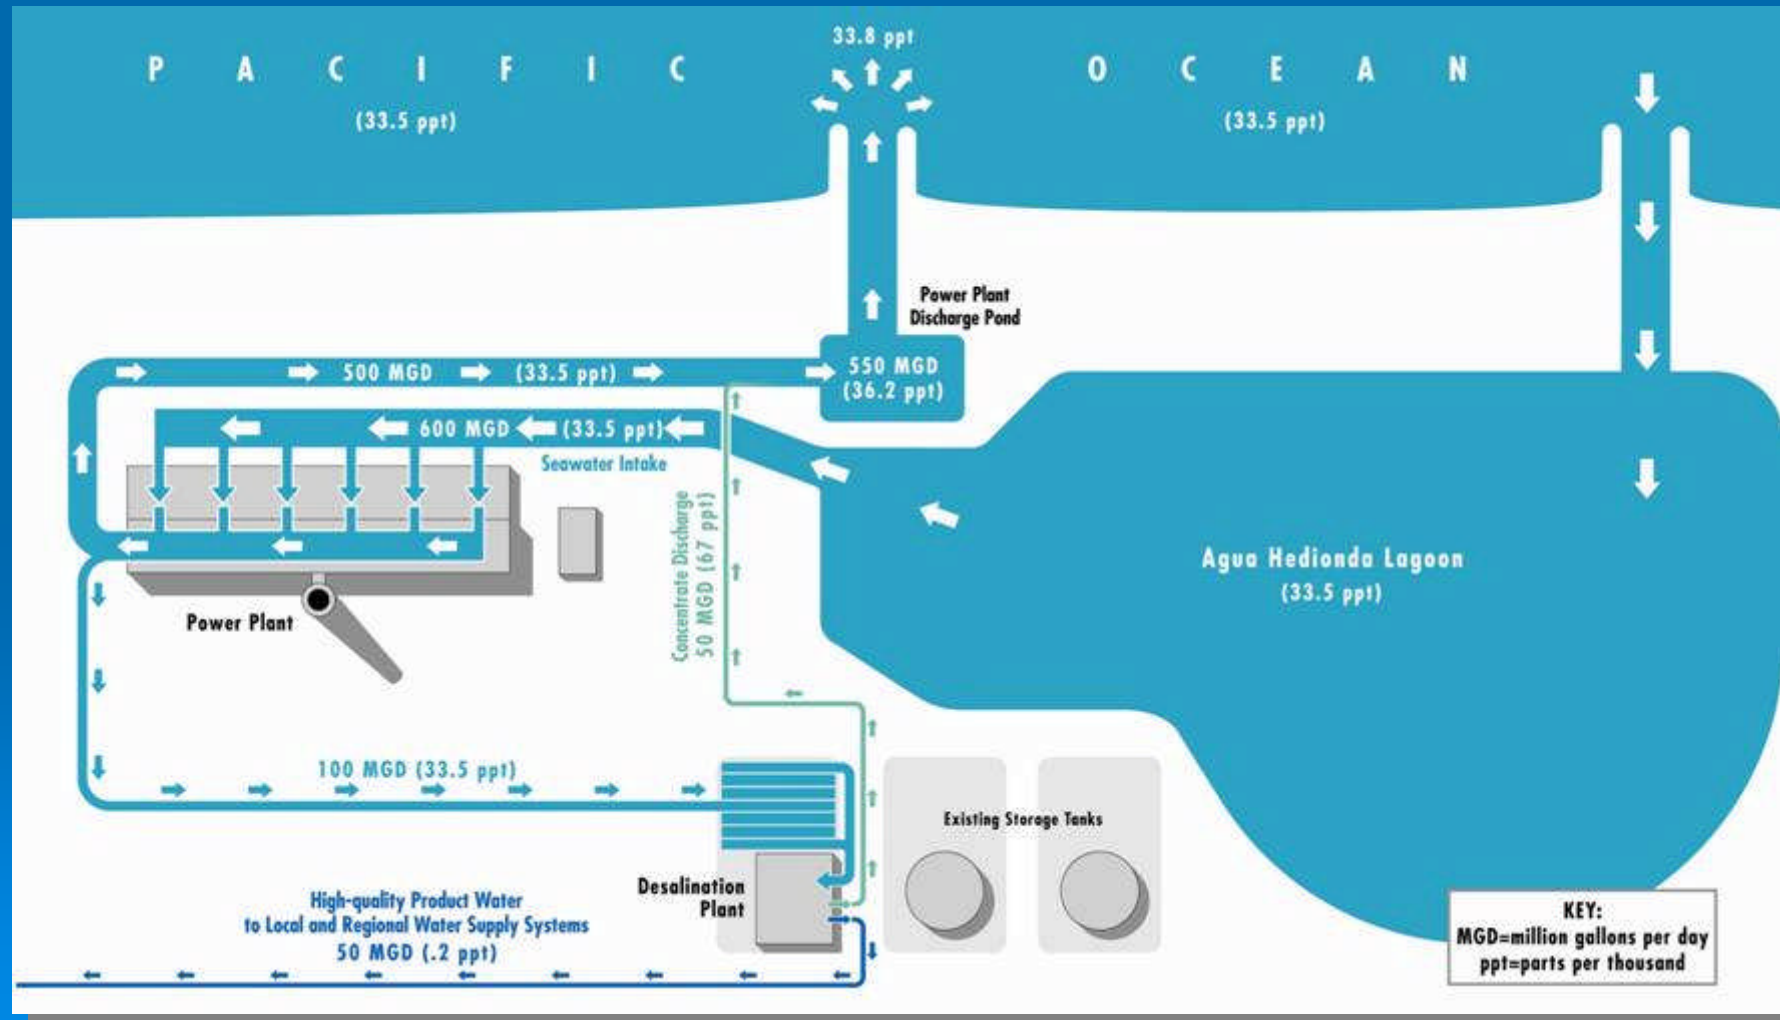 33.8 ppt
PACIFIC OCEAN
(33.5 ppt)
(33.5 ppt)
Power Plant
Discharge Pond
550 MGD
(36.2 ppt)
500 MGD (33.5 ppt)
600 MGD (33.5 ppt)
Seawater Intake
Concentrate Discharge
50 MGD (67 ppt)
Agua Hedionda Lagoon
(33.5 ppt)
Power Plant
100 MGD (33.5 ppt)
Existing Storage Tanks
Desalination
Plant
High-quality Product Water
to Local and Regional Water Supply Systems
50 MGD (.2 ppt)
KEY:
MGD=million gallons per day
ppt=parts per thousand